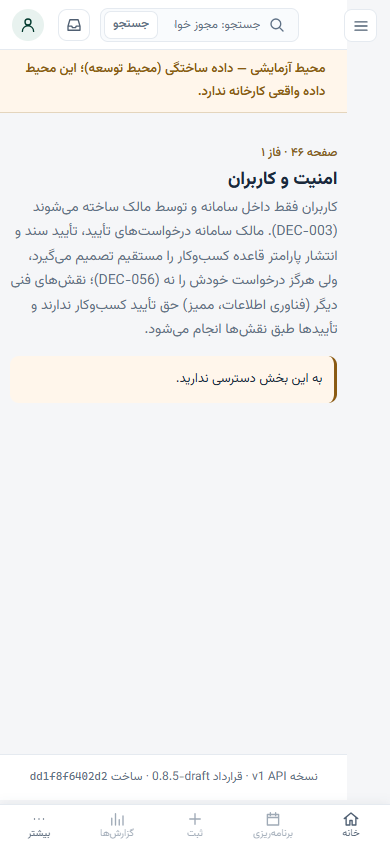 جستجو: مجوز خوا
جستجو
محیط آزمایشی — داده ساختگی (محیط توسعه)؛ این محیط
داده واقعی کارخانه ندارد.
صفحه ۴۶ · فاز ۱
امنیت و کاربران
کاربران فقط داخل سامانه و توسط مالک ساخته می‌شوند
(DEC-003). مالک سامانه درخواست‌های تأیید، تأیید سند و
انتشار پارامتر قاعده کسب‌وکار را مستقیم تصمیم می‌گیرد،
ولی هرگز درخواست خودش را نه (DEC-056)؛ نقش‌های فنی
دیگر (فناوری اطلاعات، ممیز) حق تأیید کسب‌وکار ندارند و
تأییدها طبق نقش‌ها انجام می‌شود.
به این بخش دسترسی ندارید.
نسخه v1 API · قرارداد 0.8.5-draft · ساخت dd1f8f6402d2
خانه
برنامه‌ریزی
ثبت
گزارش‌ها
بیشتر